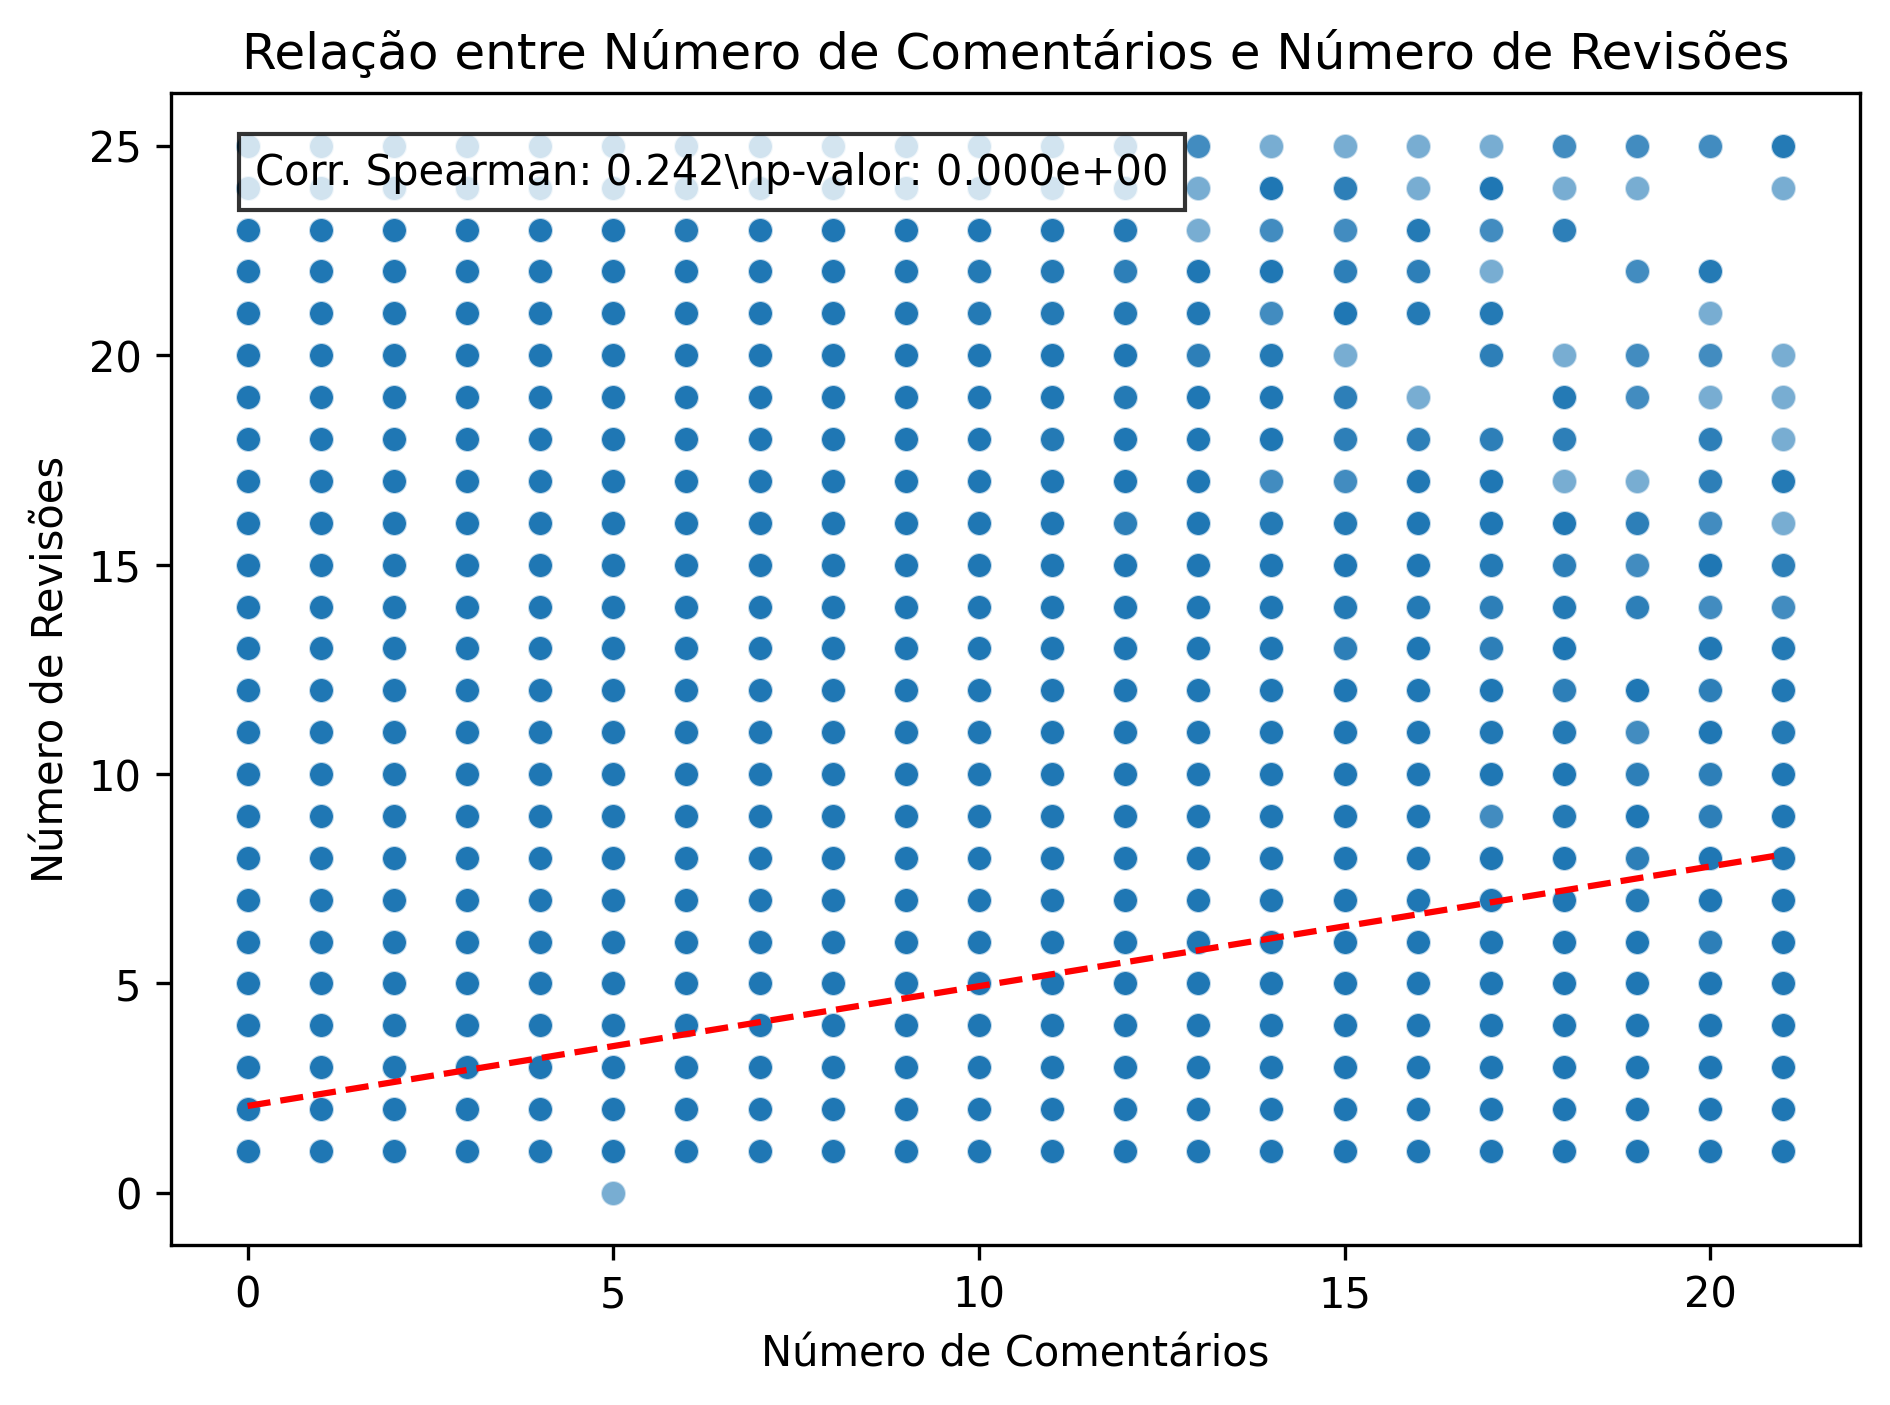 Relação entre Número de Comentários e Número de Revisões
Corr. Spearman: 0.242\np-valor: 0.000e+00
Número de Revisões
25
20
15
10
5
0
0 5 10 15 20
Número de Comentários